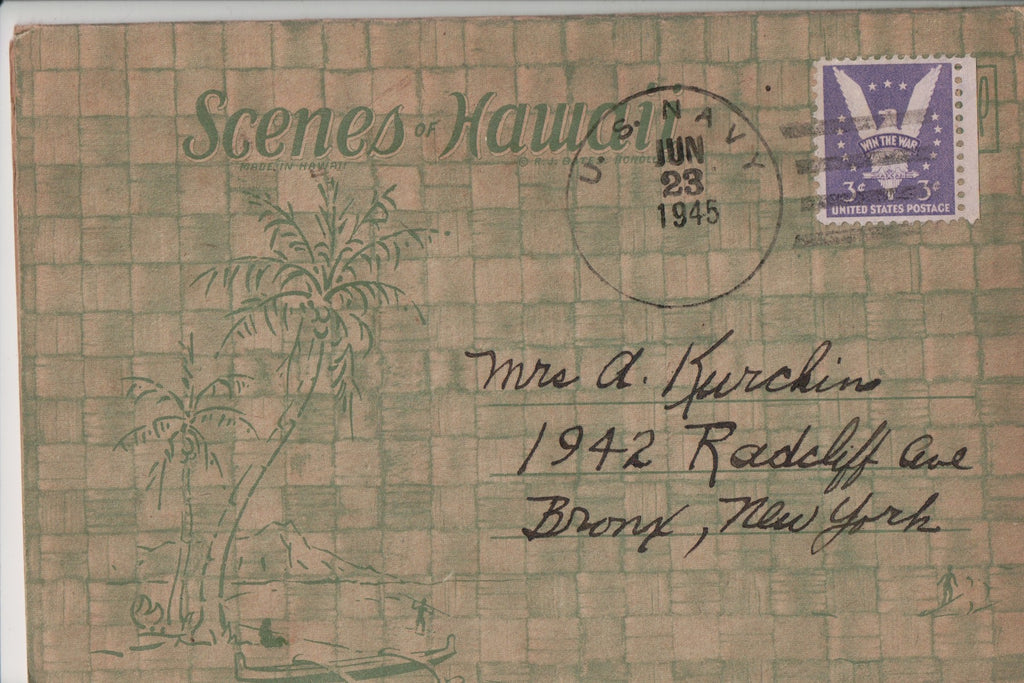 Scenes OF Hawaii
MADE IN HAWAII
© R.J. HONOLU
U.S. NAVY
JUN
23
1945
WIN THE WAR
3¢ 3¢
UNITED STATES POSTAGE
Mrs A. Kurchins
1942 Radcliff Ave
Bronx, New York